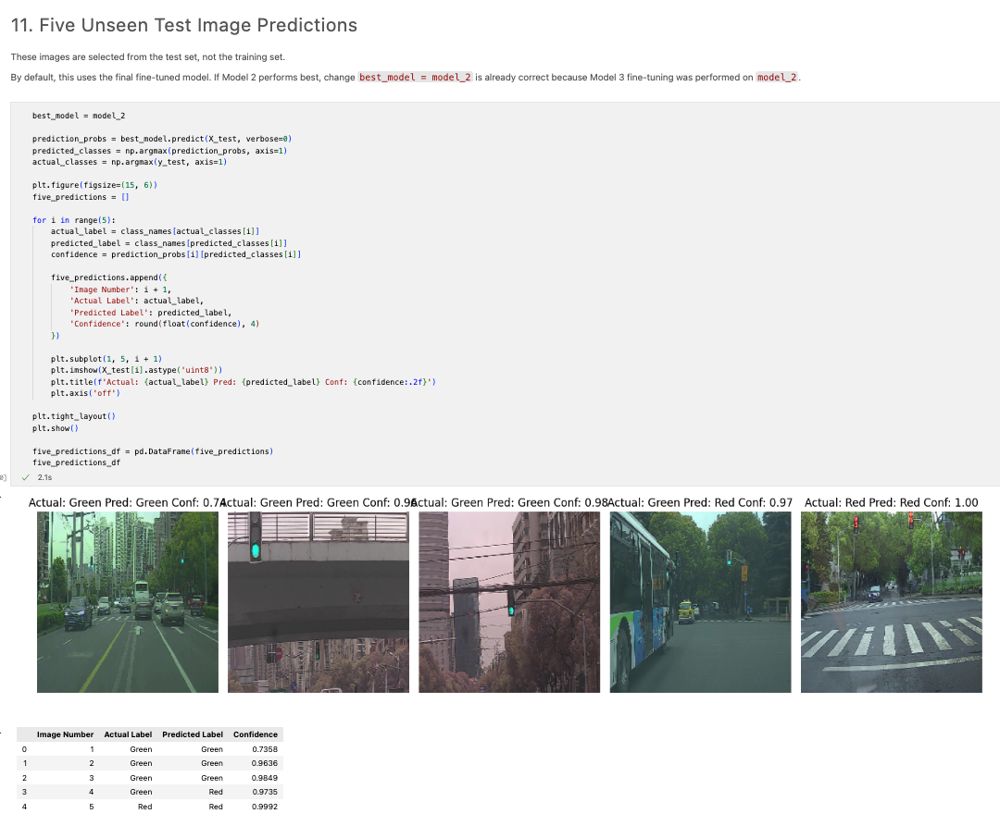 11. Five Unseen Test Image Predictions
These images are selected from the test set, not the training set.
By default, this uses the final fine-tuned model. If Model 2 performs best, change best_model = model_2 is already correct because Model 3 fine-tuning was performed on model_2.
best_model = model_2
prediction_probs = best_model.predict(X_test, verbose=0)
predicted_classes = np.argmax(prediction_probs, axis=1)
actual_classes = np.argmax(y_test, axis=1)
plt.figure(figsize=(15, 6))
five_predictions = []
for i in range(5):
    actual_label = class_names[actual_classes[i]]
    predicted_label = class_names[predicted_classes[i]]
    confidence = prediction_probs[i][predicted_classes[i]]
    five_predictions.append({
        'Image Number': i + 1,
        'Actual Label': actual_label,
        'Predicted Label': predicted_label,
        'Confidence': round(float(confidence), 4)
    })
    plt.subplot(1, 5, i + 1)
    plt.imshow(X_test[i].astype('uint8'))
    plt.title(f'Actual: {actual_label} Pred: {predicted_label} Conf: {confidence:.2f}')
    plt.axis('off')
plt.tight_layout()
plt.show()
five_predictions_df = pd.DataFrame(five_predictions)
five_predictions_df
✓ 2.1s
Actual: Green Pred: Green Conf: 0.74 Actual: Green Pred: Green Conf: 0.96 Actual: Green Pred: Green Conf: 0.98 Actual: Green Pred: Red Conf: 0.97 Actual: Red Pred: Red Conf: 1.00
Image Number Actual Label Predicted Label Confidence
0 1 Green Green 0.7358
1 2 Green Green 0.9636
2 3 Green Green 0.9849
3 4 Green Red 0.9735
4 5 Red Red 0.9992